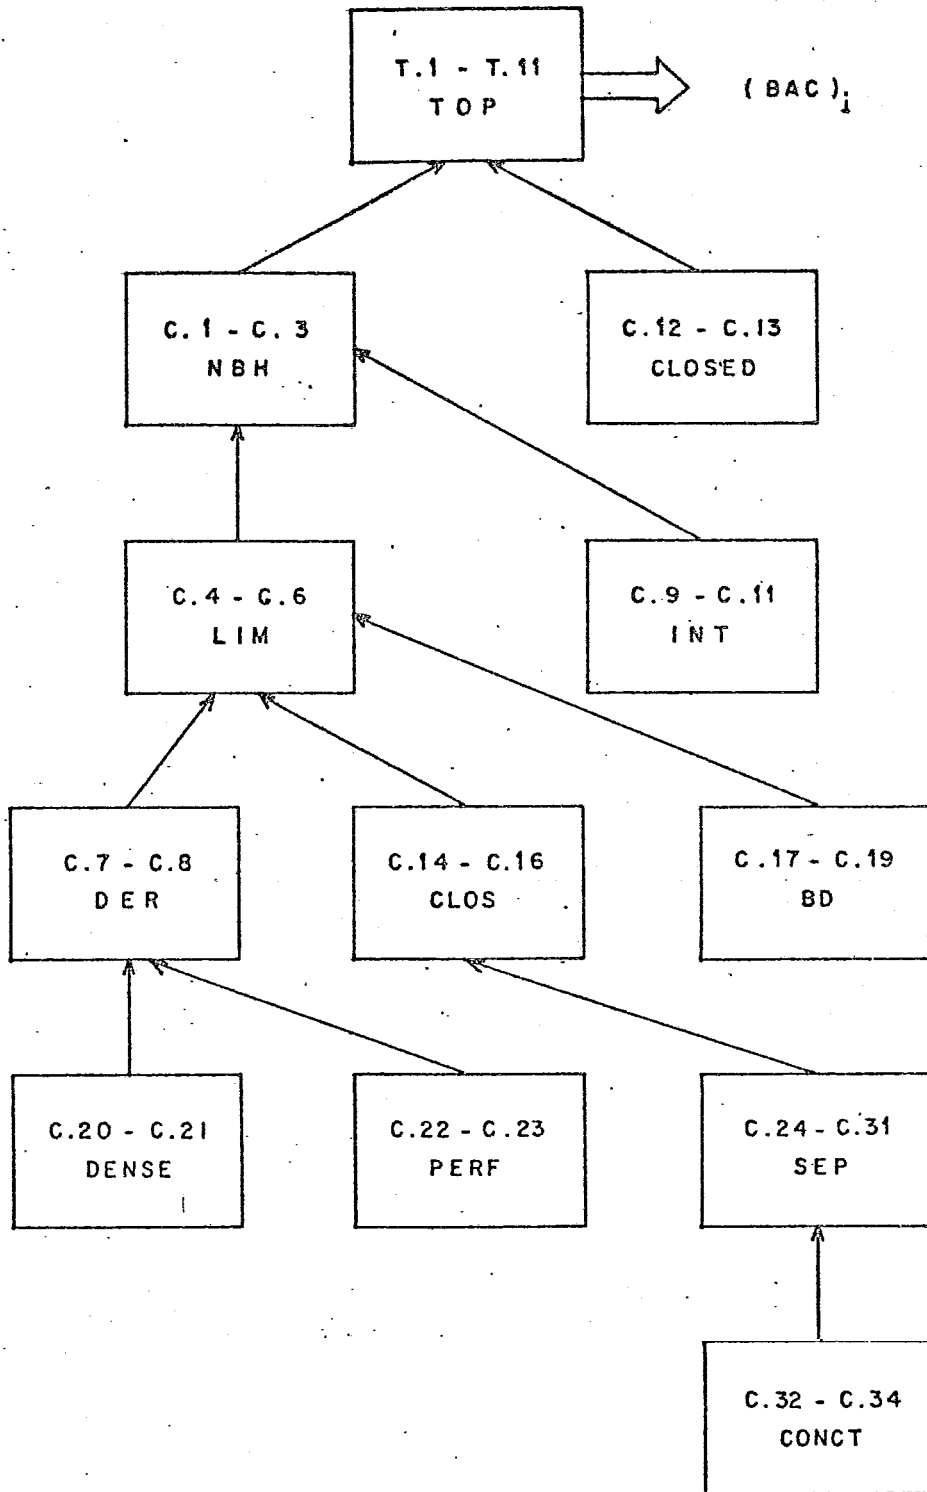 T.1 - T.11
TOP
(BAC)i
C.1 - C.3
NBH
C.12 - C.13
CLOSED
C.4 - C.6
LIM
C.9 - C.11
INT
C.7 - C.8
DER
C.14 - C.16
CLOS
C.17 - C.19
BD
C.20 - C.21
DENSE
C.22 - C.23
PERF
C.24 - C.31
SEP
C.32 - C.34
CONCT